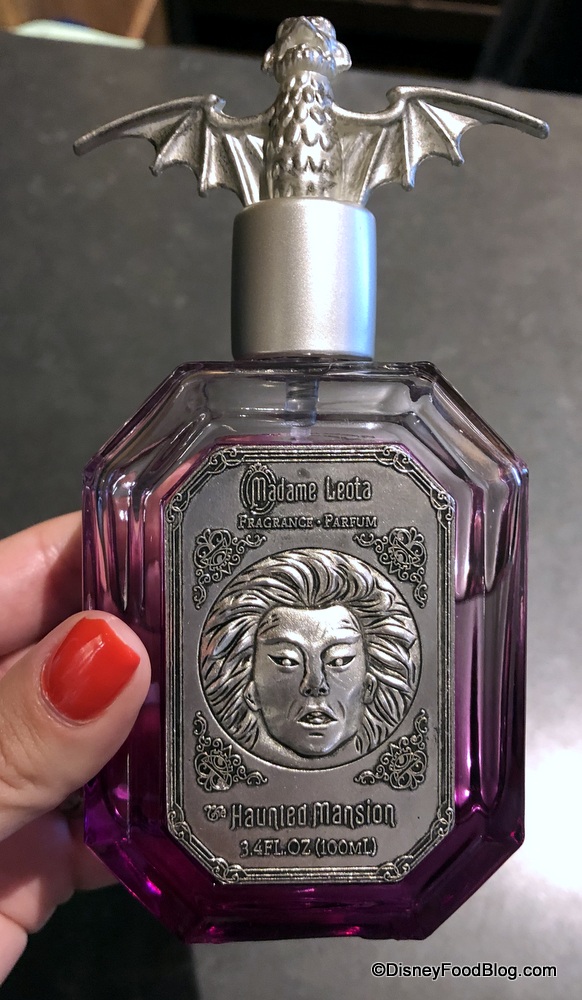 Madame Leota
FRAGRANCE · PARFUM
The Haunted Mansion
3.4FL.OZ (100ML)
©DisneyFoodBlog.com